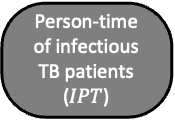 Person-time
of infectious
TB patients
(IPT)